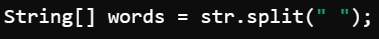 String[] words = str.split(" ");